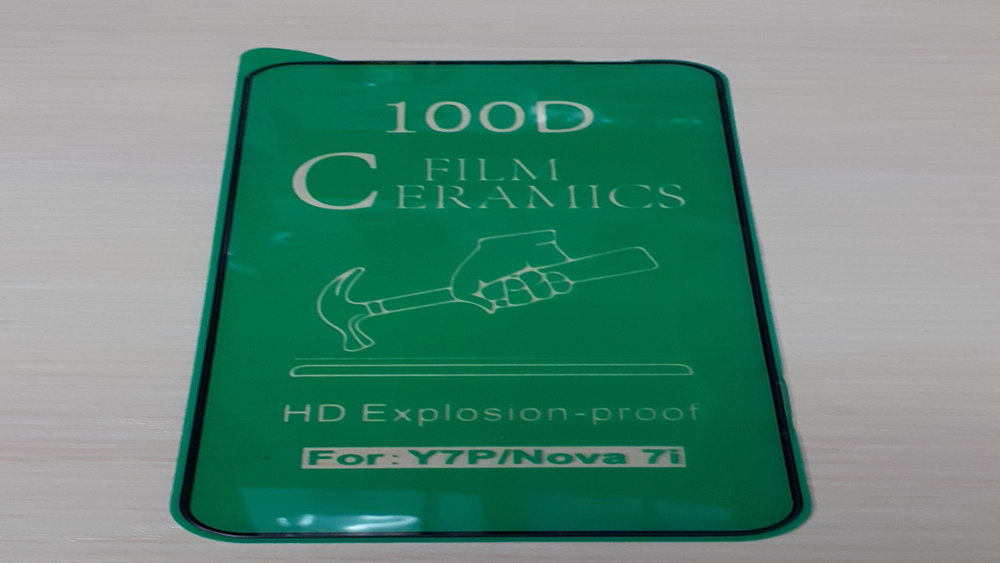 100D
FILM
CERAMICS
HD Explosion-proof
For: Y7P/Nova 7i